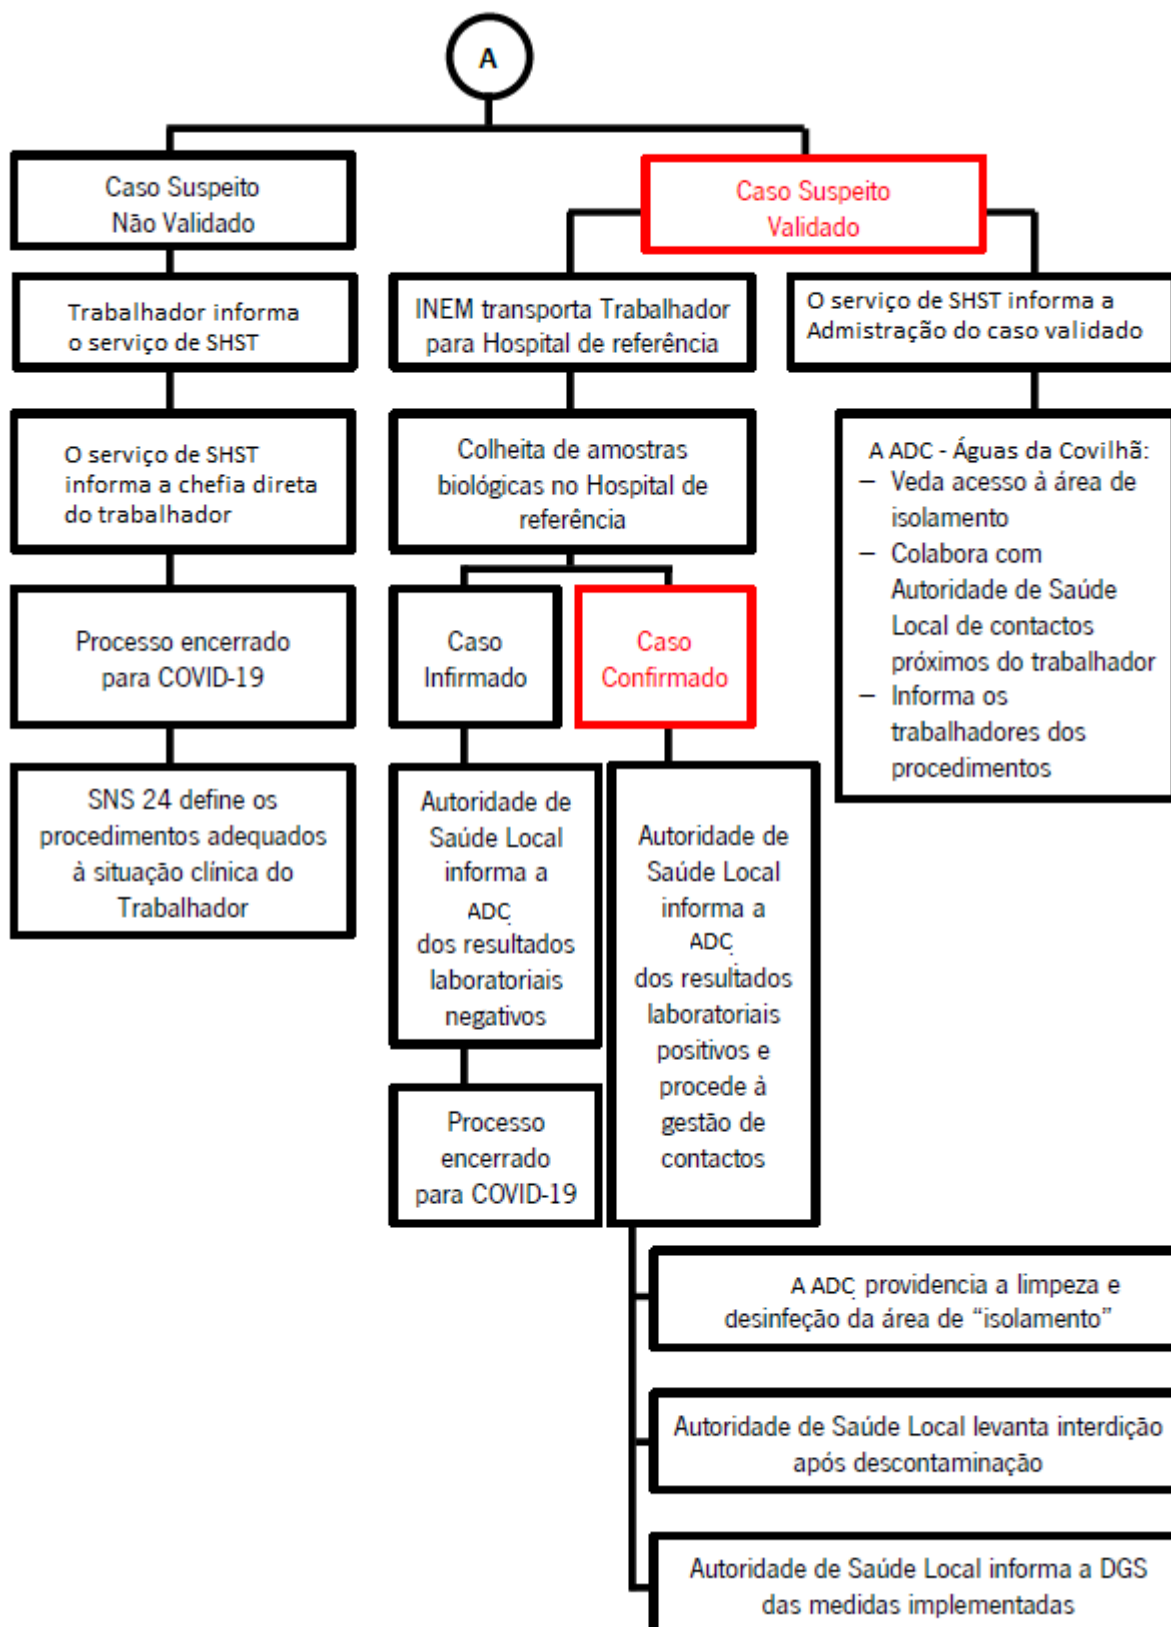 A
Caso Suspeito
Não Validado
Trabalhador informa
o serviço de SHST
O serviço de SHST
informa a chefia direta
do trabalhador
Processo encerrado
para COVID-19
SNS 24 define os
procedimentos adequados
à situação clínica do
Trabalhador
Caso Suspeito
Validado
INEM transporta Trabalhador
para Hospital de referência
Colheita de amostras
biológicas no Hospital de
referência
Caso
Infirmado
Autoridade de
Saúde Local
informa a
ADC
dos resultados
laboratoriais
negativos
Processo
encerrado
para COVID-19
Caso
Confirmado
Autoridade de
Saúde Local
informa a
ADC
dos resultados
laboratoriais
positivos e
procede à
gestão de
contactos
A ADC providencia a limpeza e
desinfeção da área de “isolamento”
Autoridade de Saúde Local levanta interdição
após descontaminação
Autoridade de Saúde Local informa a DGS
das medidas implementadas
O serviço de SHST informa a
Admistração do caso validado
A ADC - Águas da Covilhã:
– Veda acesso à área de
isolamento
– Colabora com
Autoridade de Saúde
Local de contactos
próximos do trabalhador
– Informa os
trabalhadores dos
procedimentos